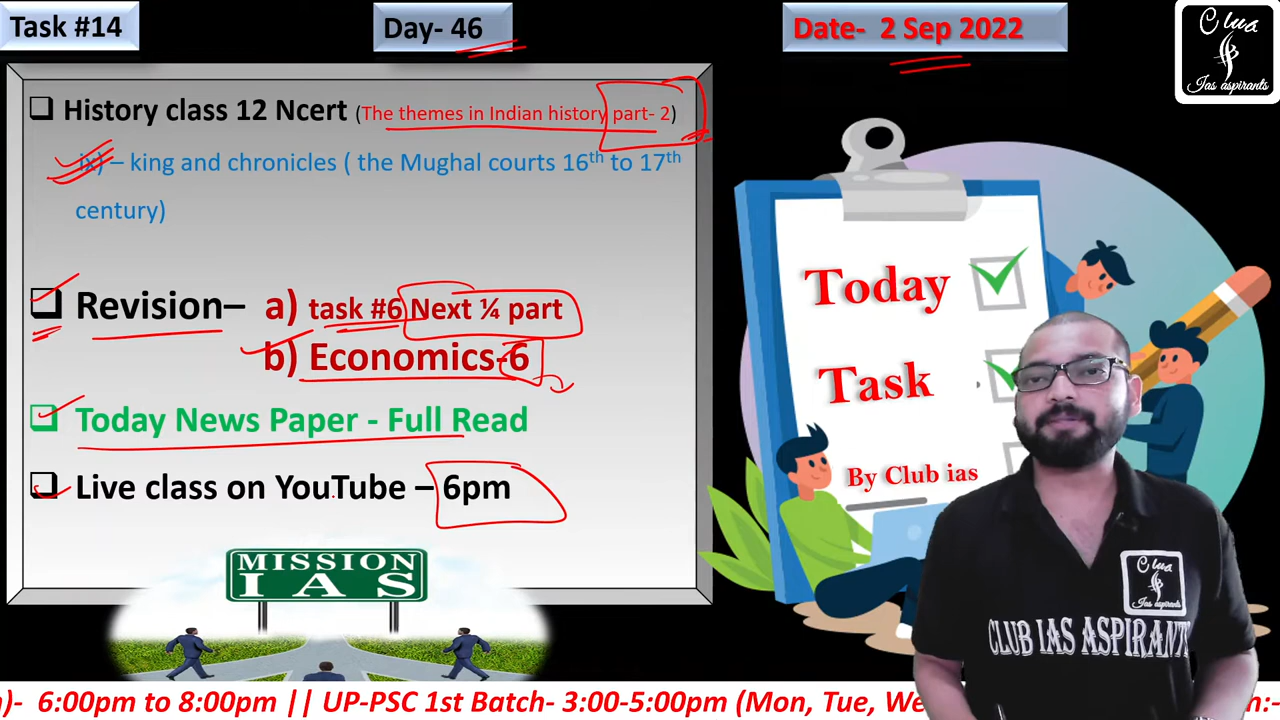 Task #14
Day- 46
Date- 2 Sep 2022
Club
Ias aspirants
History class 12 Ncert (The themes in Indian history part- 2)
ix) – king and chronicles ( the Mughal courts 16th to 17th
century)
Revision– a) task #6 Next ¼ part
b) Economics-6
Today News Paper - Full Read
Live class on YouTube – 6pm
MISSION
IAS
Today
Task
By Club ias
Club
Ias aspirants
CLUB IAS ASPIRANTS
)- 6:00pm to 8:00pm || UP-PSC 1st Batch- 3:00-5:00pm (Mon, Tue, We